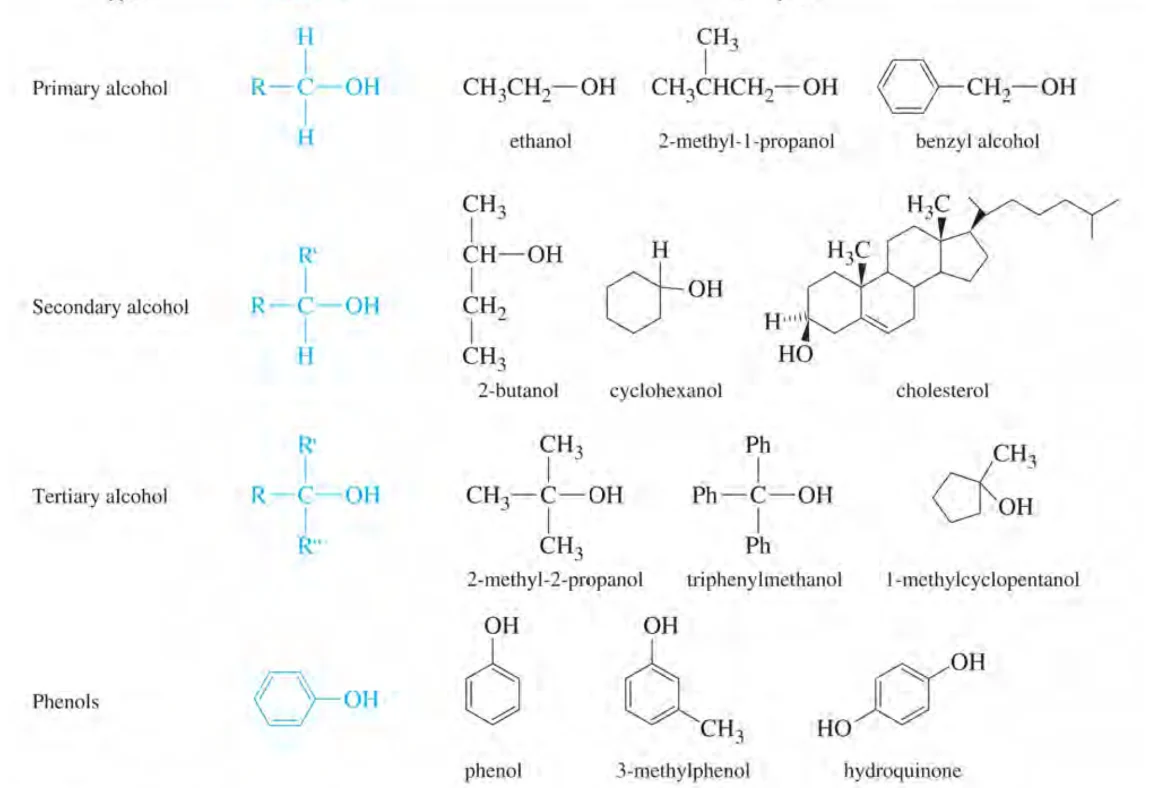 Primary alcohol
H
R—C—OH
H
CH₃CH₂—OH
ethanol
CH₃
CH₃CHCH₂—OH
2-methyl-1-propanol
CH₂—OH
benzyl alcohol
Secondary alcohol
R'
R—C—OH
H
CH₃
CH—OH
CH₂
CH₃
2-butanol
H
OH
cyclohexanol
H₃C
H₃C
H
HO
cholesterol
Tertiary alcohol
R'
R—C—OH
R"
CH₃
CH₃—C—OH
CH₃
2-methyl-2-propanol
Ph
Ph—C—OH
Ph
triphenylmethanol
CH₃
OH
1-methylcyclopentanol
Phenols
OH
OH
phenol
OH
CH₃
3-methylphenol
OH
HO
hydroquinone